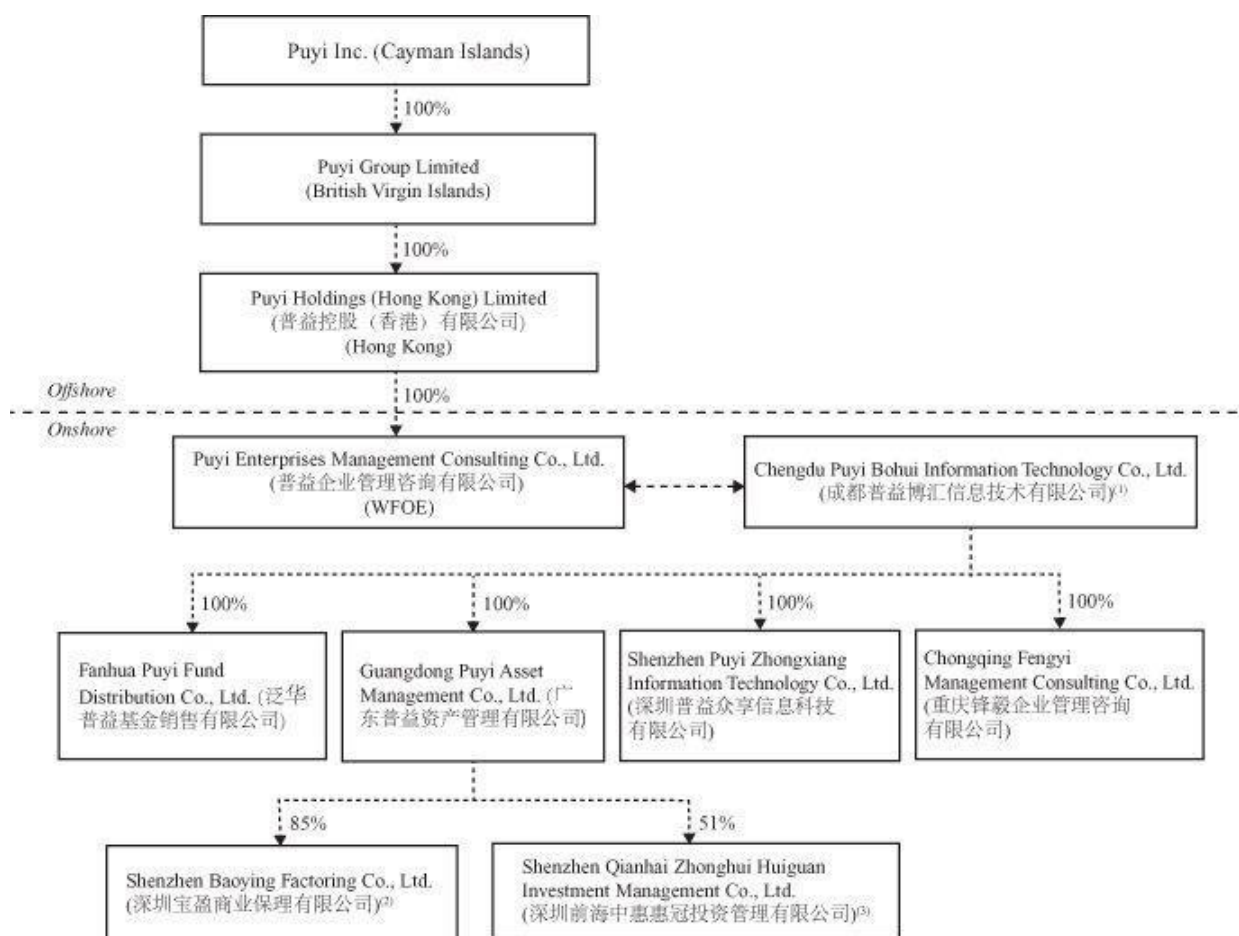 Puyi Inc. (Cayman Islands)
100%
Puyi Group Limited
(British Virgin Islands)
100%
Puyi Holdings (Hong Kong) Limited
(普益控股（香港）有限公司)
(Hong Kong)
100%
Offshore
Onshore
Puyi Enterprises Management Consulting Co., Ltd.
(普益企业管理咨询有限公司)
(WFOE)
Chengdu Puyi Bohui Information Technology Co., Ltd.
(成都普益博汇信息技术有限公司)(1)
100%
100%
100%
100%
Fanhua Puyi Fund
Distribution Co., Ltd. (泛华
普益基金销售有限公司)
Guangdong Puyi Asset
Management Co., Ltd. (广
东普益资产管理有限公司)
Shenzhen Puyi Zhongxiang
Information Technology Co., Ltd.
(深圳普益众享信息科技
有限公司)
Chongqing Fengyi
Management Consulting Co., Ltd.
(重庆锋毅企业管理咨询
有限公司)
85%
51%
Shenzhen Baoying Factoring Co., Ltd.
(深圳宝盈商业保理有限公司)(2)
Shenzhen Qianhai Zhonghui Huiguan
Investment Management Co., Ltd.
(深圳前海中惠惠冠投资管理有限公司)(3)